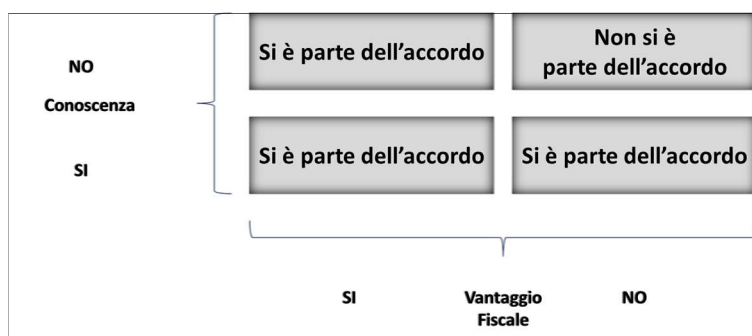 Si è parte dell’accordo
Non si è
parte dell’accordo
NO
Conoscenza
SI
Si è parte dell’accordo
Si è parte dell’accordo
SI
Vantaggio
Fiscale
NO